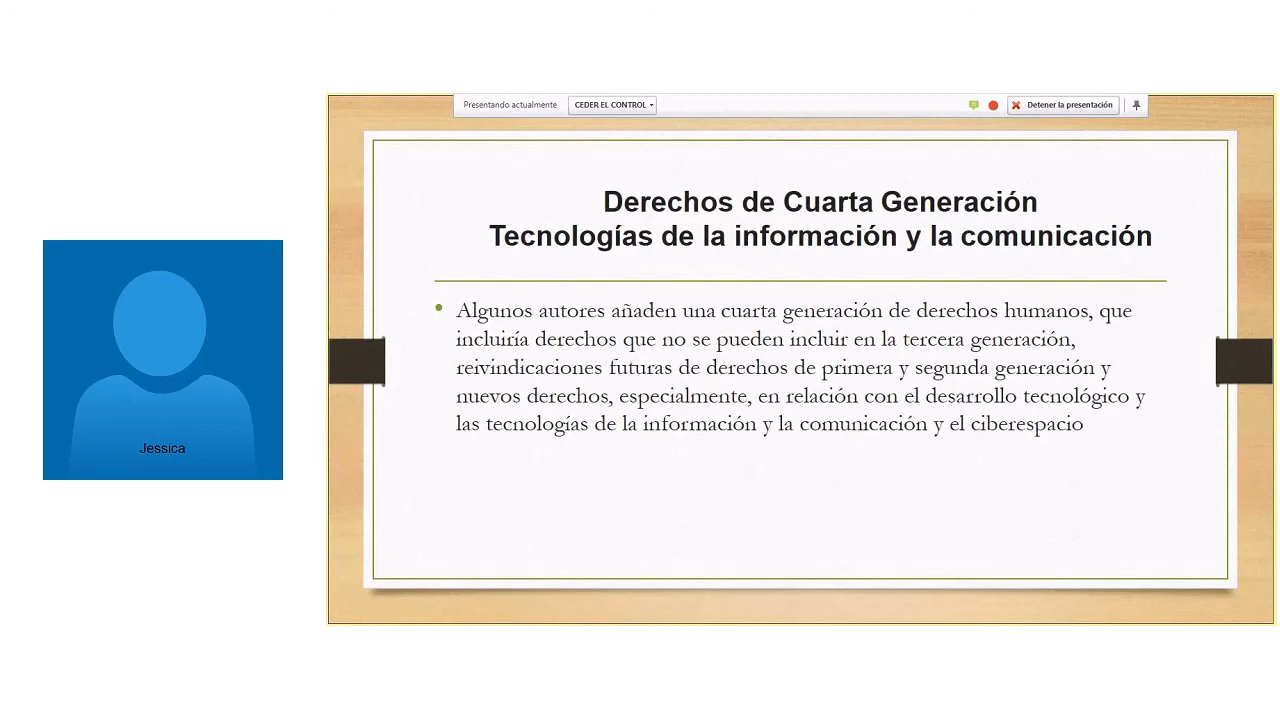 Presentando actualmente CEDER EL CONTROL Detener la presentación
Derechos de Cuarta Generación
Tecnologías de la información y la comunicación
• Algunos autores añaden una cuarta generación de derechos humanos, que
incluiría derechos que no se pueden incluir en la tercera generación,
reivindicaciones futuras de derechos de primera y segunda generación y
nuevos derechos, especialmente, en relación con el desarrollo tecnológico y
las tecnologías de la información y la comunicación y el ciberespacio
Jessica